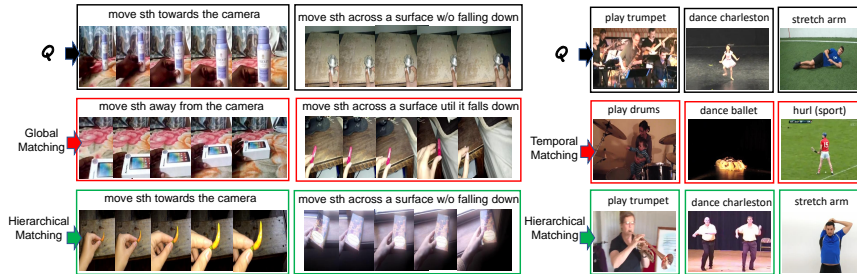 move sth towards the camera
move sth across a surface w/o falling down
play trumpet
dance charleston
stretch arm
Q
move sth away from the camera
move sth across a surface util it falls down
play drums
dance ballet
hurl (sport)
Global
Matching
Temporal
Matching
move sth towards the camera
move sth across a surface w/o falling down
play trumpet
dance charleston
stretch arm
Hierarchical
Matching
Q
Hierarchical
Matching